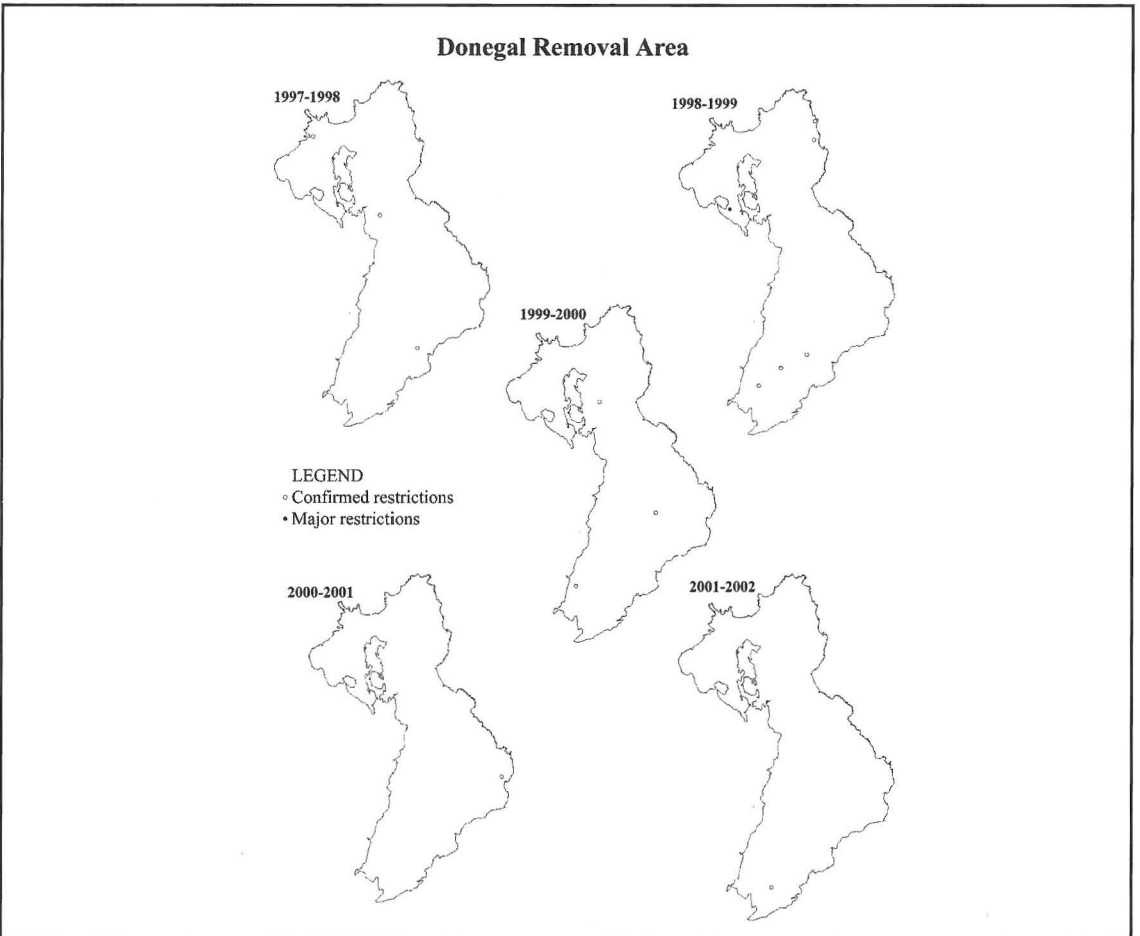 Donegal Removal Area
1997-1998
1998-1999
1999-2000
LEGEND
Confirmed restrictions
Major restrictions
2000-2001
2001-2002